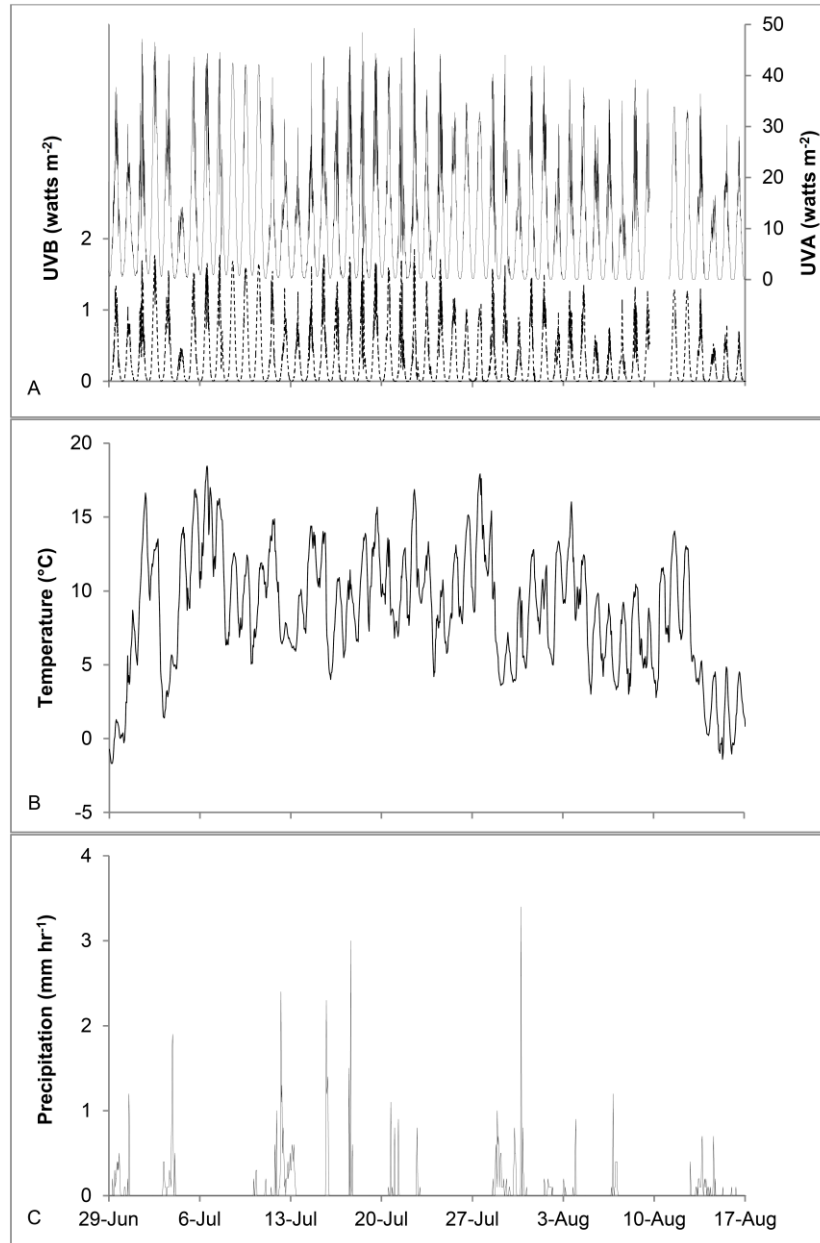 50
40
30
20
10
0
UVA (watts m-2)
UVB (watts m-2)
2
1
0
A
20
15
10
5
0
-5
Temperature (°C)
B
4
3
2
1
0
Precipitation (mm hr-1)
C
29-Jun 6-Jul 13-Jul 20-Jul 27-Jul 3-Aug 10-Aug 17-Aug